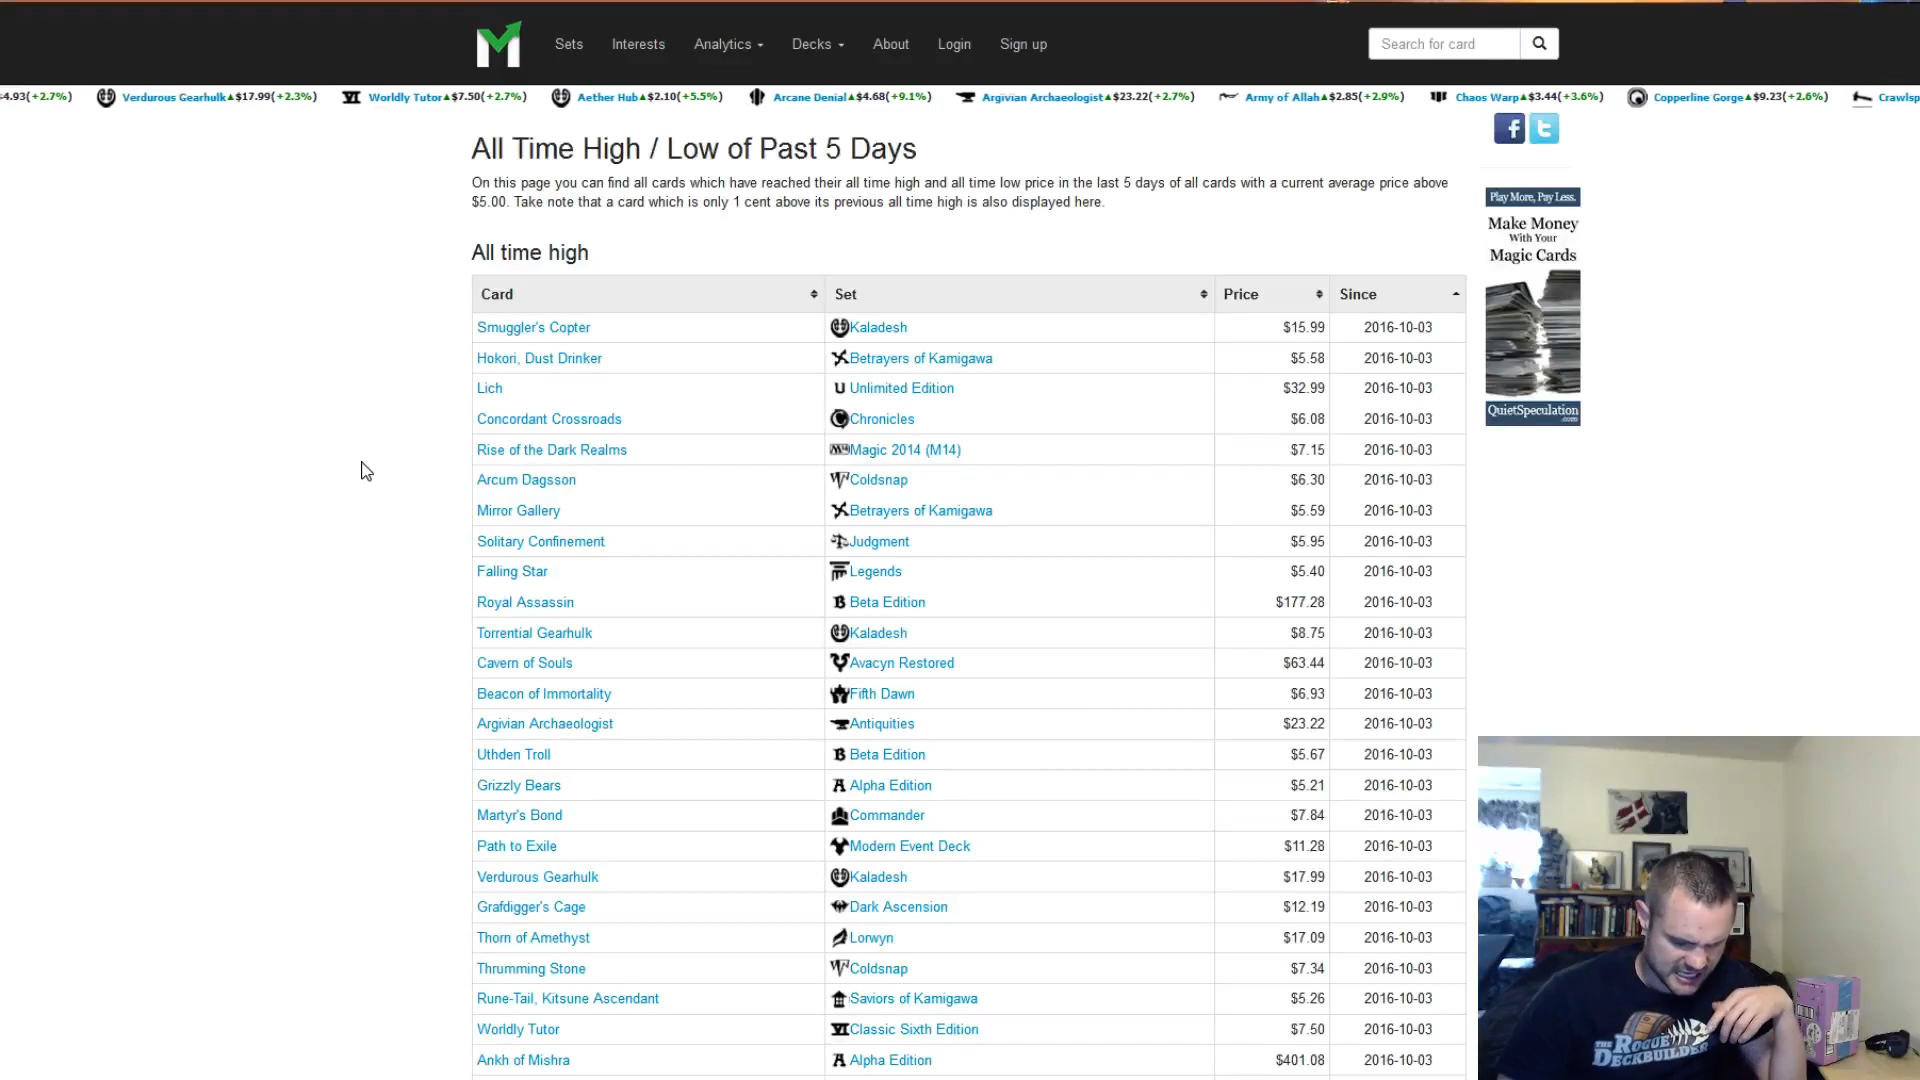 Sets Interests Analytics Decks About Login Sign up Search for card
4.93(+2.7%) Verdurous Gearhulk▲$17.99(+2.3%) Worldly Tutor▲$7.50(+2.7%) Aether Hub▲$2.10(+5.5%) Arcane Denial▲$4.68(+9.1%) Argivian Archaeologist▲$23.22(+2.7%) Army of Allah▲$2.85(+2.9%) Chaos Warp▲$3.44(+3.6%) Copperline Gorge▲$9.23(+2.6%) Crawlsp
All Time High / Low of Past 5 Days
On this page you can find all cards which have reached their all time high and all time low price in the last 5 days of all cards with a current average price above
$5.00. Take note that a card which is only 1 cent above its previous all time high is also displayed here.
All time high
Card Set Price Since
Smuggler's Copter Kaladesh $15.99 2016-10-03
Hokori, Dust Drinker Betrayers of Kamigawa $5.58 2016-10-03
Lich Unlimited Edition $32.99 2016-10-03
Concordant Crossroads Chronicles $6.08 2016-10-03
Rise of the Dark Realms Magic 2014 (M14) $7.15 2016-10-03
Arcum Dagsson Coldsnap $6.30 2016-10-03
Mirror Gallery Betrayers of Kamigawa $5.59 2016-10-03
Solitary Confinement Judgment $5.95 2016-10-03
Falling Star Legends $5.40 2016-10-03
Royal Assassin Beta Edition $177.28 2016-10-03
Torrential Gearhulk Kaladesh $8.75 2016-10-03
Cavern of Souls Avacyn Restored $63.44 2016-10-03
Beacon of Immortality Fifth Dawn $6.93 2016-10-03
Argivian Archaeologist Antiquities $23.22 2016-10-03
Uthden Troll Beta Edition $5.67 2016-10-03
Grizzly Bears Alpha Edition $5.21 2016-10-03
Martyr's Bond Commander $7.84 2016-10-03
Path to Exile Modern Event Deck $11.28 2016-10-03
Verdurous Gearhulk Kaladesh $17.99 2016-10-03
Grafdigger's Cage Dark Ascension $12.19 2016-10-03
Thorn of Amethyst Lorwyn $17.09 2016-10-03
Thrumming Stone Coldsnap $7.34 2016-10-03
Rune-Tail, Kitsune Ascendant Saviors of Kamigawa $5.26 2016-10-03
Worldly Tutor Classic Sixth Edition $7.50 2016-10-03
Ankh of Mishra Alpha Edition $401.08 2016-10-03
Play More, Pay Less.
Make Money
With Your
Magic Cards
QuietSpeculation
.com
THE
ROGUE
DECKBUILDER